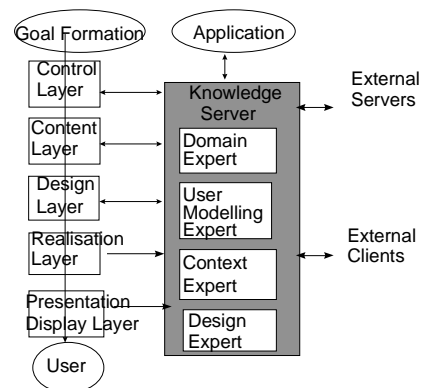 Goal Formation
Application
Control
Layer
Content
Layer
Design
Layer
Realisation
Layer
Presentation
Display Layer
User
Knowledge
Server
Domain
Expert
User
Modelling
Expert
Context
Expert
Design
Expert
External
Servers
External
Clients